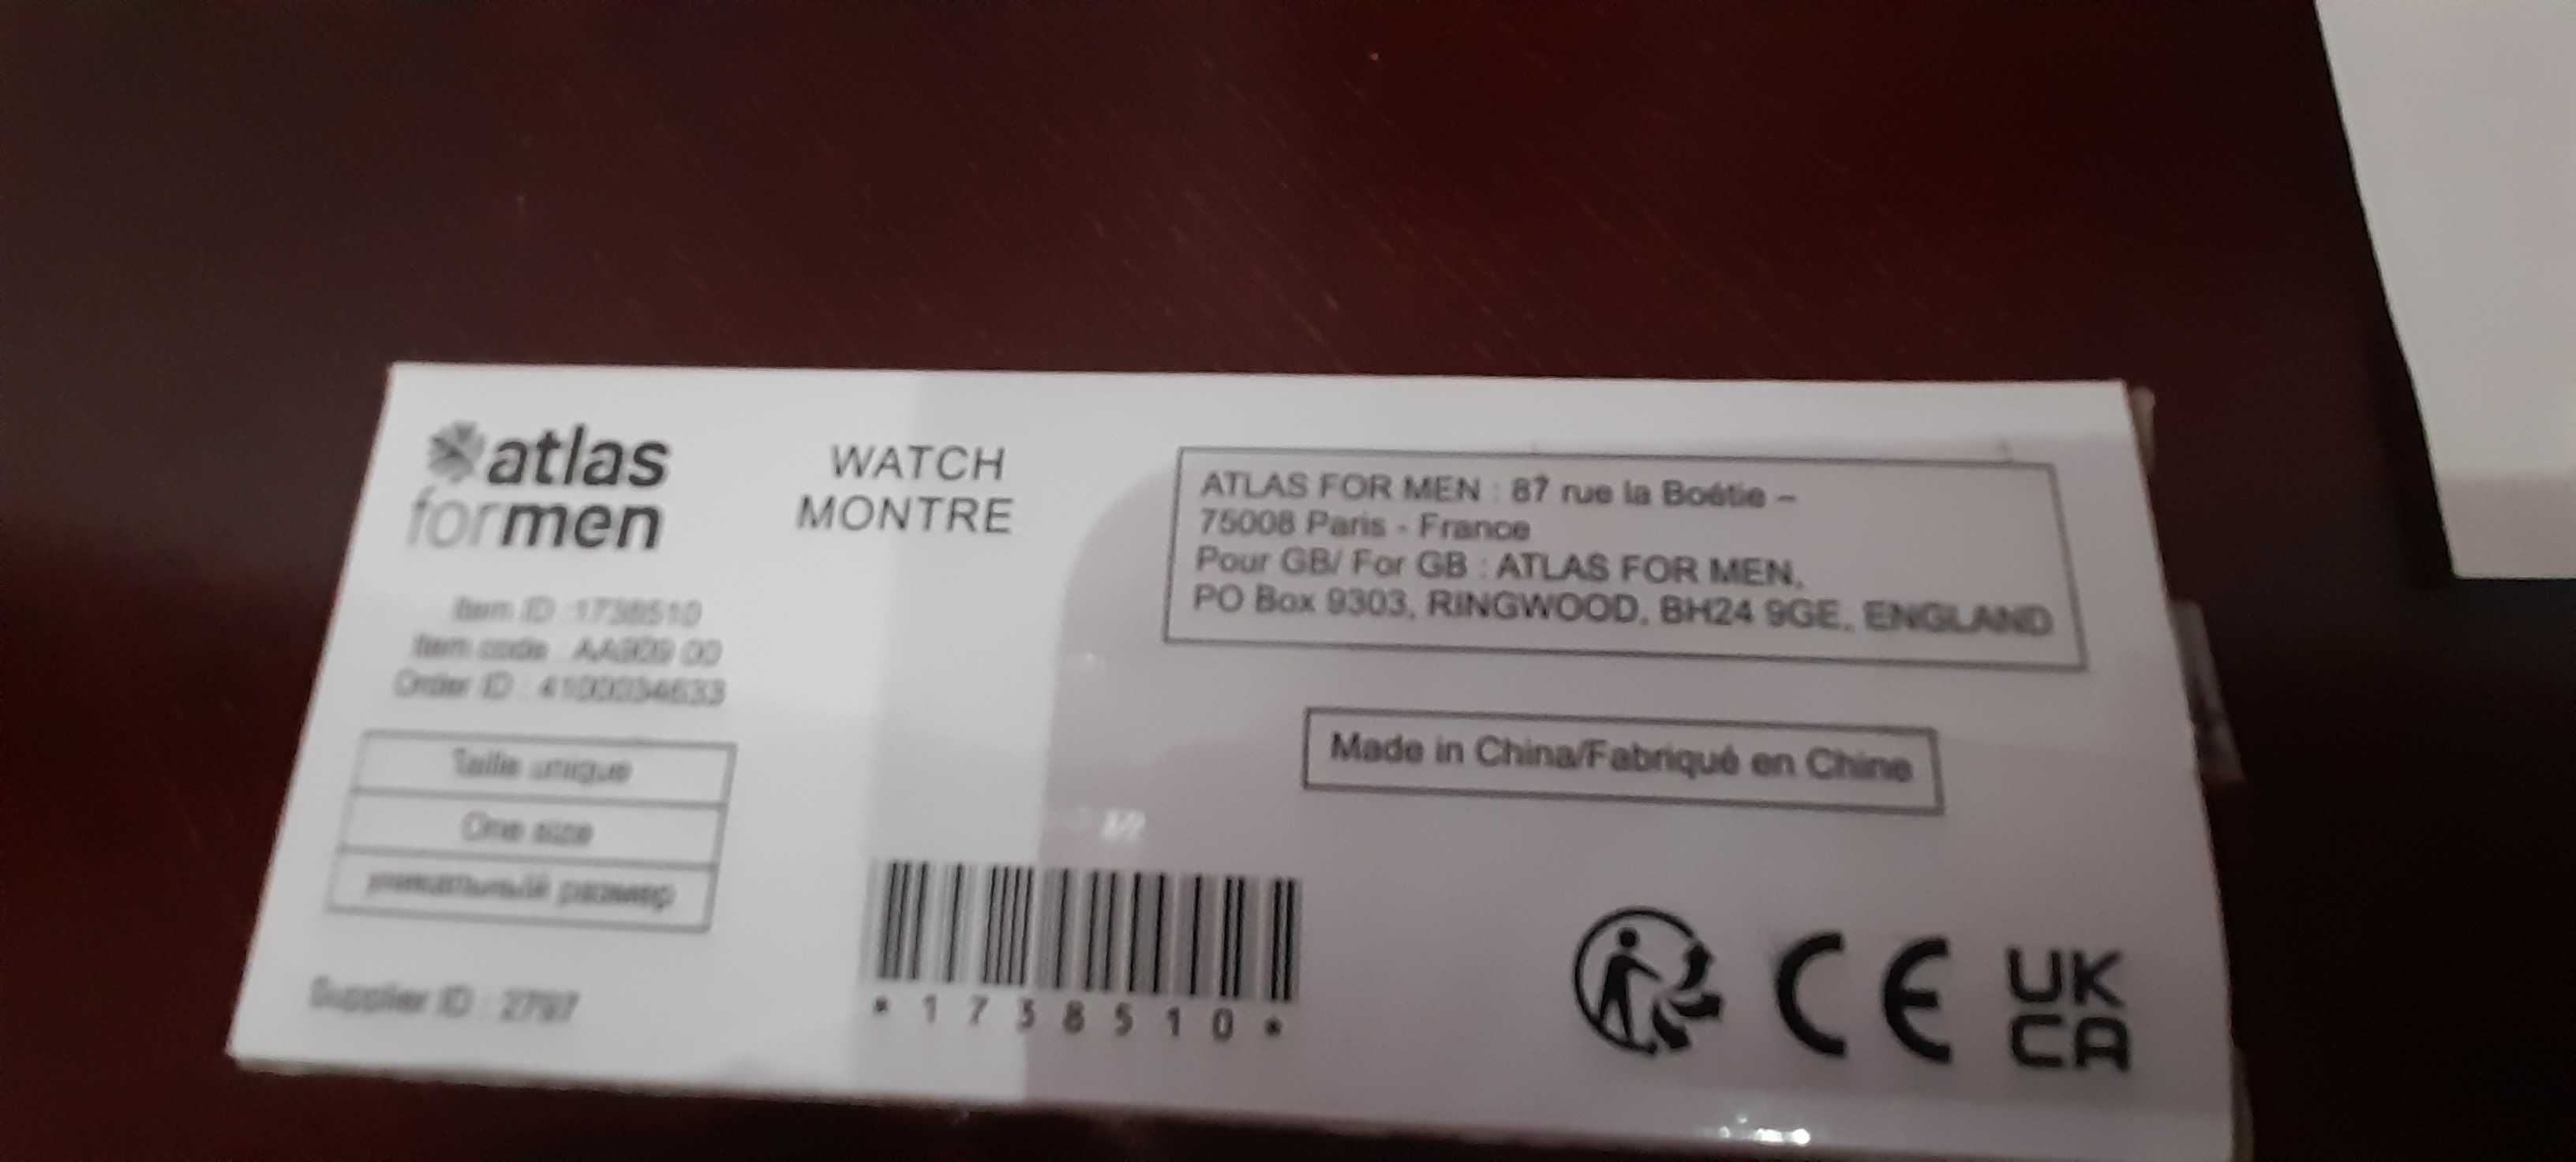 atlas
formen
WATCH
MONTRE
Item ID : 1738510
Item code : AA909 00
Order ID : 4100034633
Taille unique
One size
уникальный размер
Supplier ID : 2797
ATLAS FOR MEN : 87 rue la Boétie –
75008 Paris - France
Pour GB/ For GB : ATLAS FOR MEN,
PO Box 9303, RINGWOOD, BH24 9GE, ENGLAND
Made in China/Fabriqué en Chine
*1738510*
CE
UK
CA